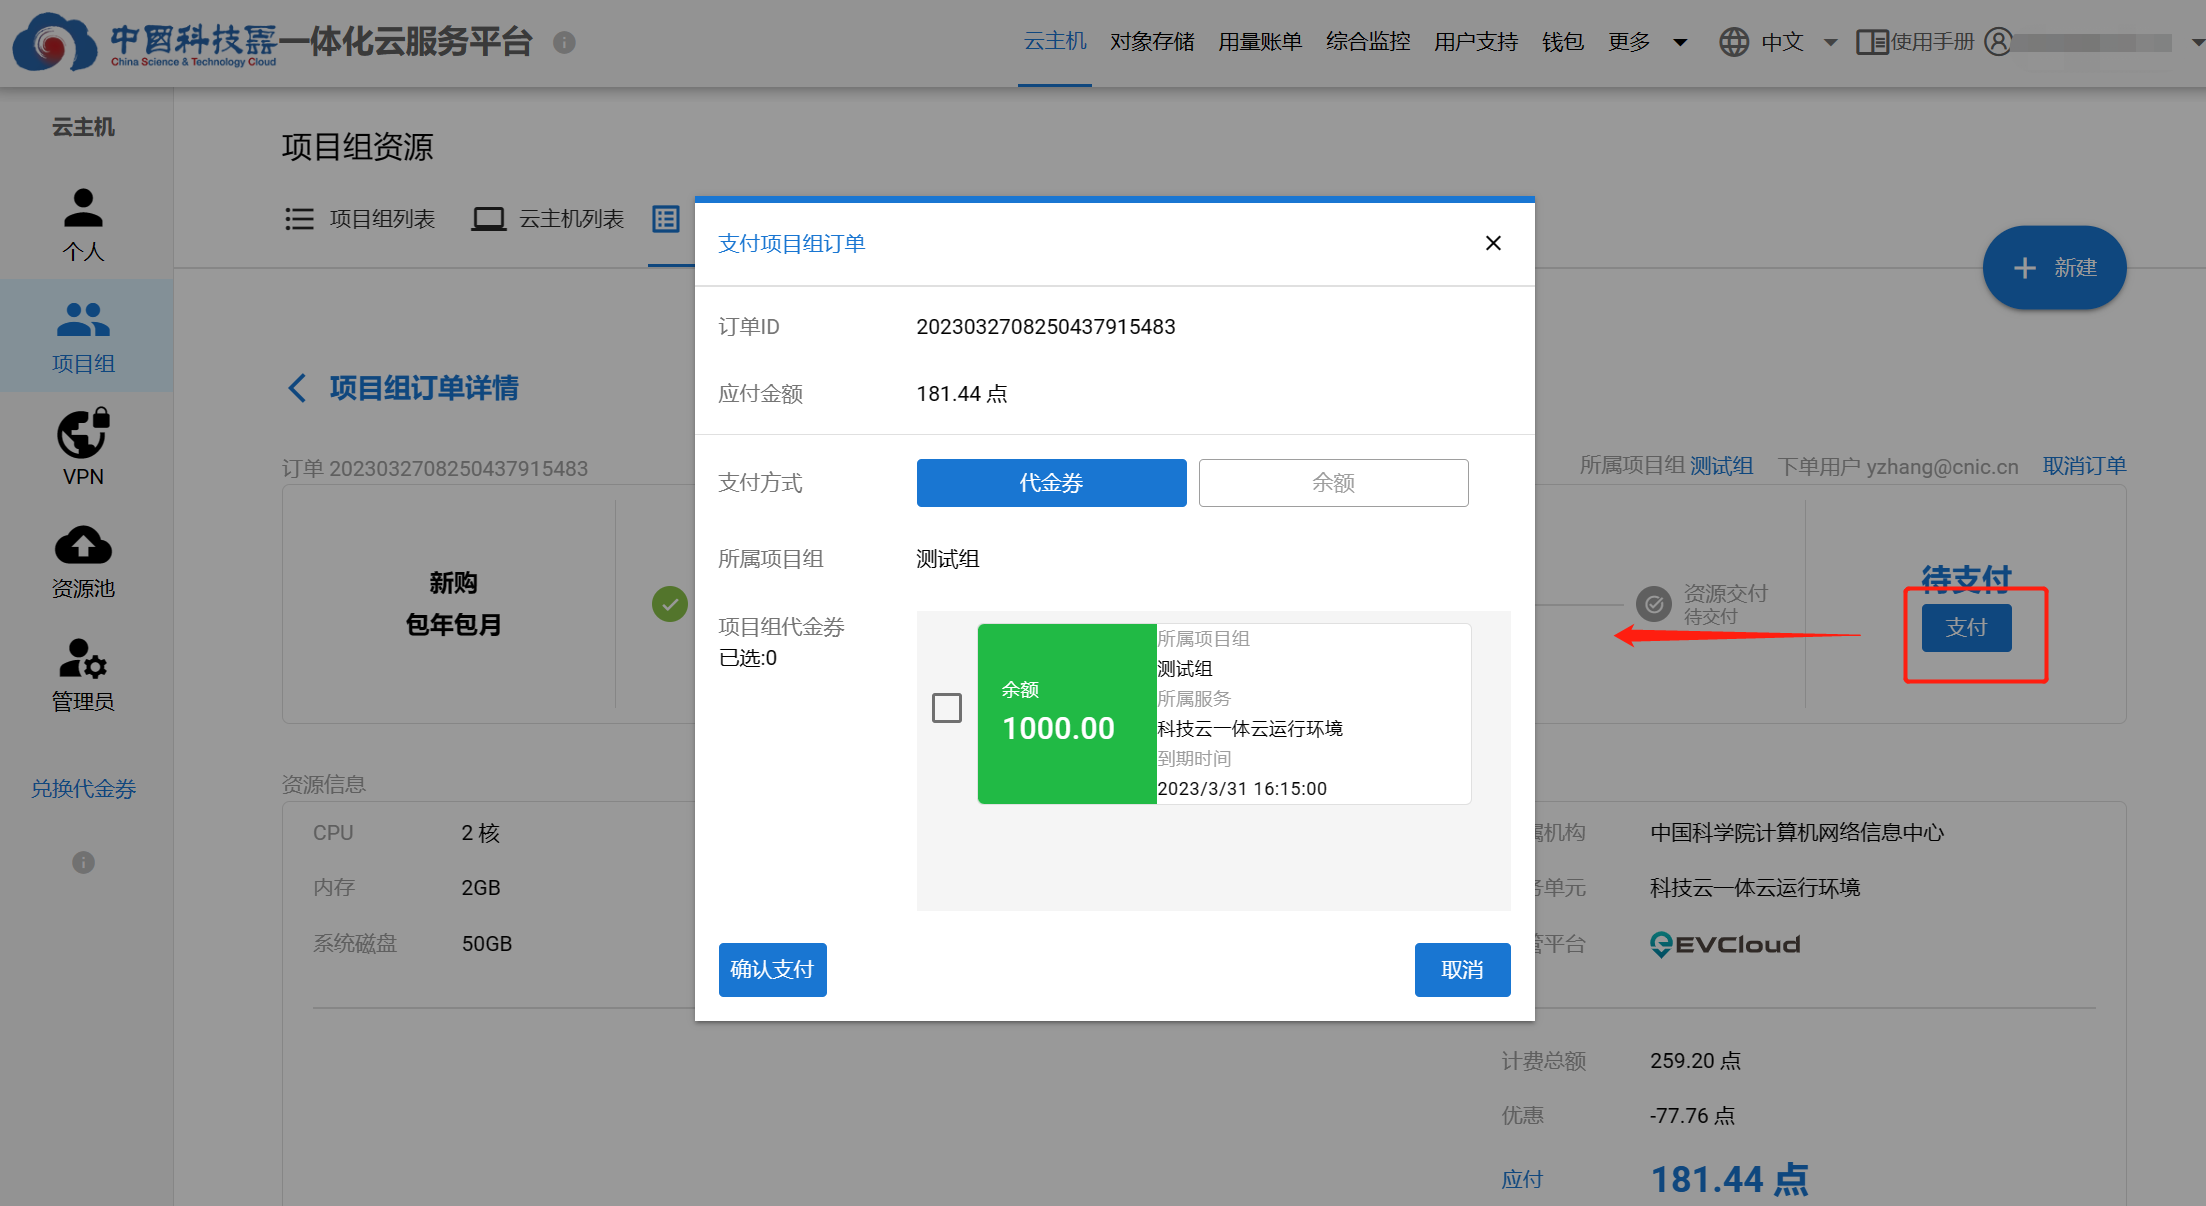 中国科技云一体化云服务平台
China Science & Technology Cloud
云主机 对象存储 用量账单 综合监控 用户支持 钱包 更多 中文 使用手册
云主机
个人
项目组
VPN
资源池
管理员
兑换代金券
项目组资源
项目组列表 云主机列表
新建
项目组订单详情
订单 2023032708250437915483
所属项目组 测试组 下单用户 yzhang@cnic.cn 取消订单
新购
包年包月
资源交付
待交付
待支付
支付
资源信息
CPU 2 核
内存 2GB
系统磁盘 50GB
属机构 中国科学院计算机网络信息中心
务单元 科技云一体云运行环境
管平台 EVCloud
计费总额 259.20 点
优惠 -77.76 点
应付 181.44 点
支付项目组订单
订单ID 2023032708250437915483
应付金额 181.44 点
支付方式 代金券 余额
所属项目组 测试组
项目组代金券
已选:0
余额
1000.00
所属项目组
测试组
所属服务
科技云一体云运行环境
到期时间
2023/3/31 16:15:00
确认支付 取消